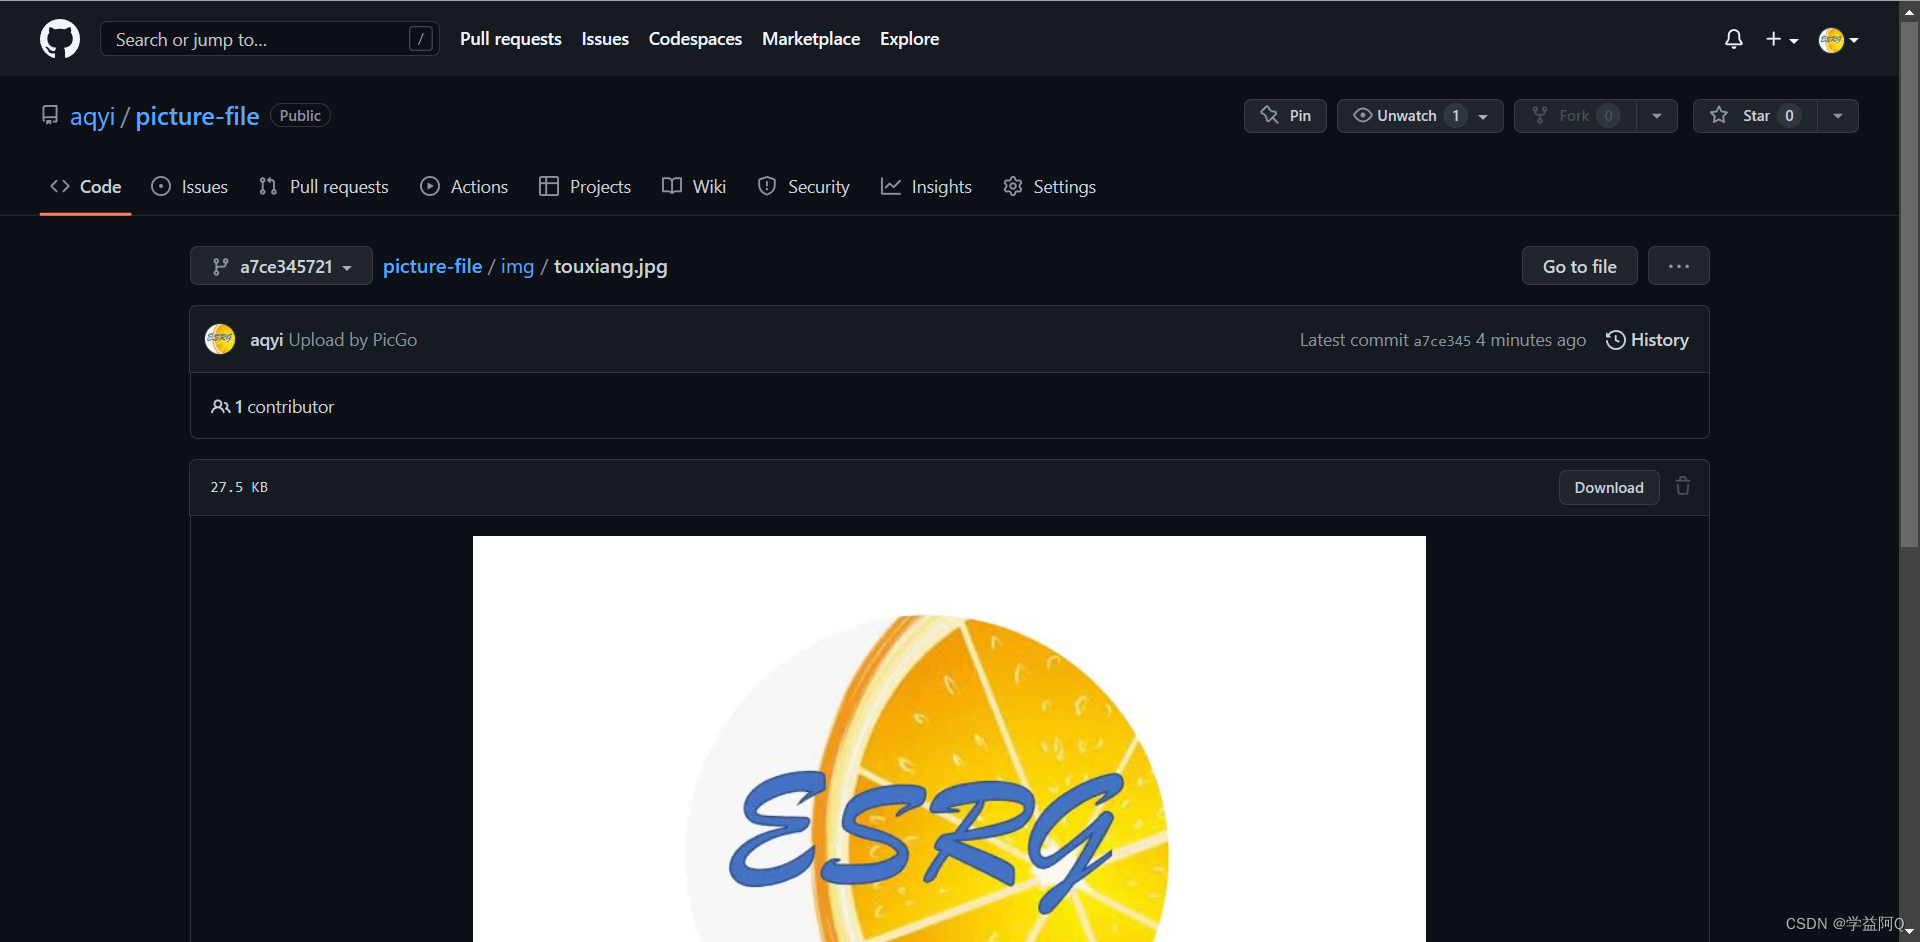 Search or jump to... / Pull requests Issues Codespaces Marketplace Explore
aqyi / picture-file Public Pin Unwatch 1 Fork 0 Star 0
Code Issues Pull requests Actions Projects Wiki Security Insights Settings
a7ce345721 picture-file / img / touxiang.jpg Go to file ...
aqyi Upload by PicGo Latest commit a7ce345 4 minutes ago History
1 contributor
27.5 KB Download
ESRG
CSDN @学益阿Q